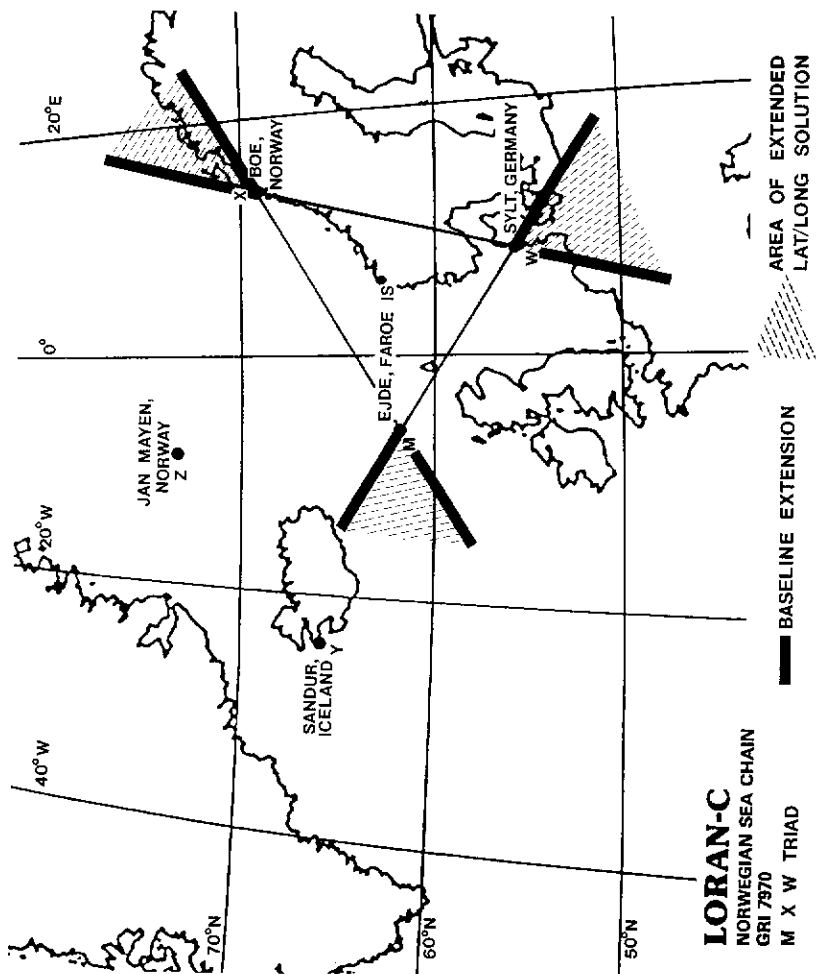 20°E
0°
20°W
40°W
70°N
60°N
50°N
X
BOE,
NORWAY
JAN MAYEN,
NORWAY
Z
EJDE, FAROE IS
M
SANDUR,
ICELAND
Y
SYLT, GERMANY
W
LORAN-C
NORWEGIAN SEA CHAIN
GRI 7970
M X W TRIAD
BASELINE EXTENSION
AREA OF EXTENDED
LAT/LONG SOLUTION